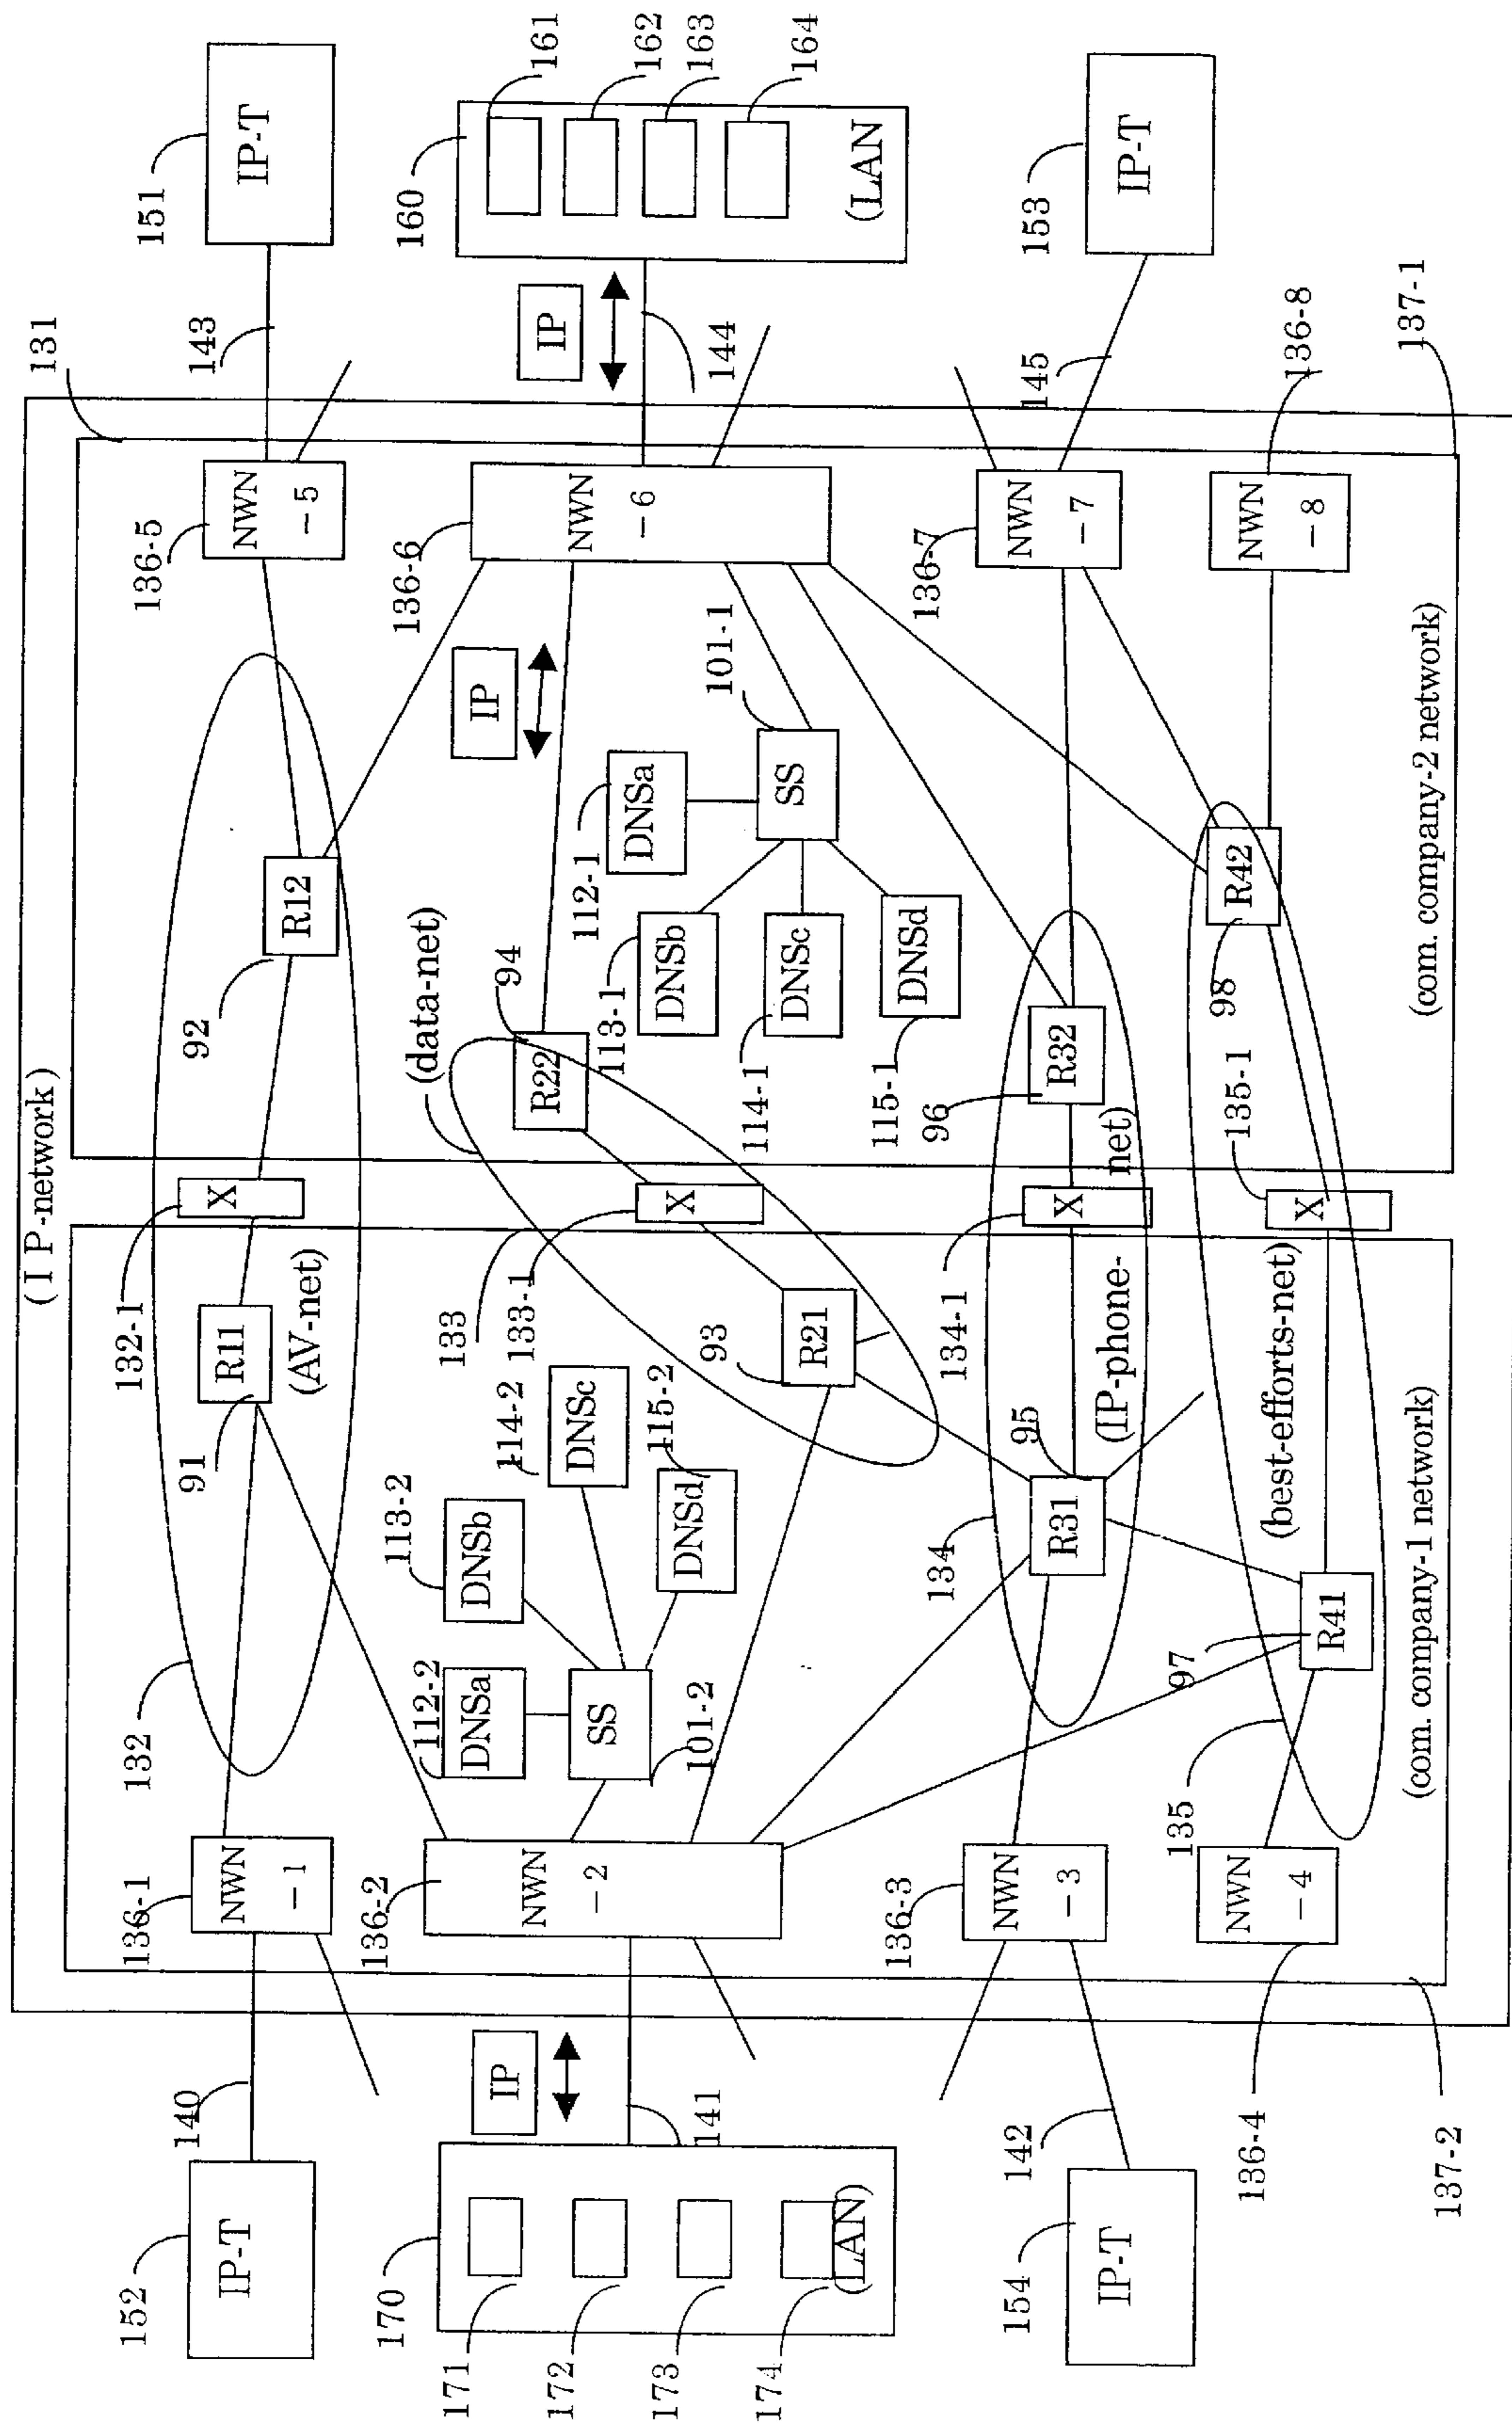 (IP-network)
131
137-1
137-2
152
IP-T
140
170
171
172
173
174
(LAN)
IP
141
154
IP-T
142
136-1
NWN
－1
136-2
NWN
－2
136-3
NWN
－3
136-4
NWN
－4
132
91
R11
(AV-net)
132-1
X
92
R12
112-2
DNSa
113-2
DNSb
114-2
DNSc
115-2
DNSd
SS
101-2
133
133-1
X
93
R21
(data-net)
94
R22
134
R31
95
(IP-phone-
net)
134-1
X
96
R32
135
97
R41
(best-efforts-net)
135-1
X
98
R42
(com. company-1 network)
(com. company-2 network)
112-1
DNSa
113-1
DNSb
114-1
DNSc
115-1
DNSd
SS
101-1
IP
136-5
NWN
－5
136-6
NWN
－6
136-7
NWN
－7
136-8
NWN
－8
143
151
IP-T
IP
144
160
161
162
163
164
(LAN)
145
153
IP-T